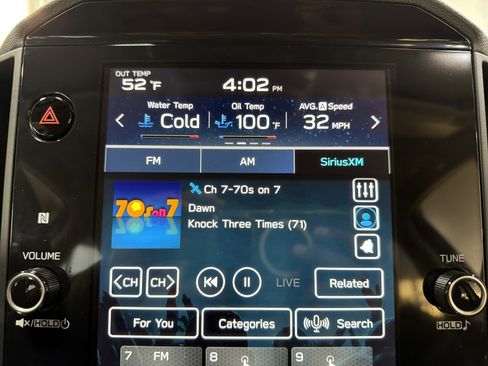 OUT TEMP
52 °F
4:02 PM
Water Temp
Oil Temp
AVG. A Speed
Cold
100 °F
32 MPH
FM
AM
SiriusXM
70s on 7
Ch 7-70s on 7
Dawn
Knock Three Times (71)
N
VOLUME
TUNE
<CH
CH>
LIVE
Related
HOLD
HOLD
For You
Categories
Search
7 FM
8
9